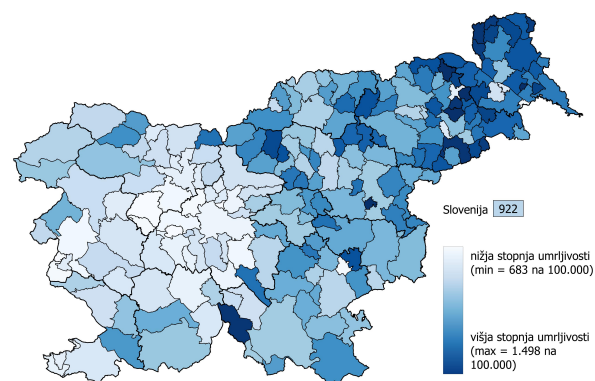 Slovenija 922
nižja stopnja umrljivosti
(min = 683 na 100.000)
višja stopnja umrljivosti
(max = 1.498 na
100.000)